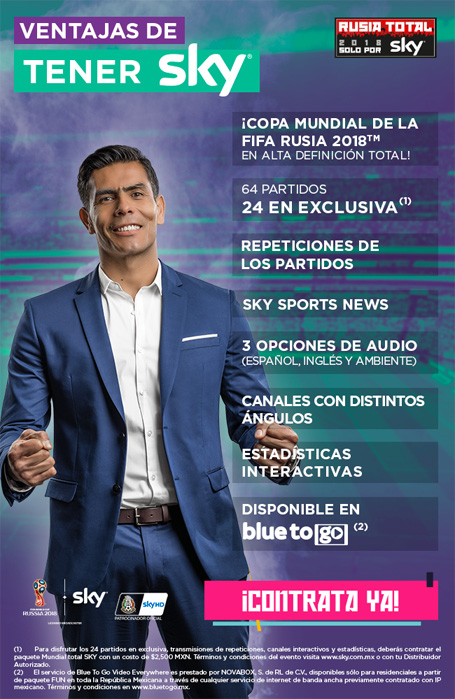 VENTAJAS DE
TENER sky
RUSIA TOTAL
2018
SOLO POR sky
¡COPA MUNDIAL DE LA
FIFA RUSIA 2018™
EN ALTA DEFINICIÓN TOTAL!
64 PARTIDOS
24 EN EXCLUSIVA (1)
REPETICIONES DE
LOS PARTIDOS
SKY SPORTS NEWS
3 OPCIONES DE AUDIO
(ESPAÑOL, INGLÉS Y AMBIENTE)
CANALES CON DISTINTOS
ÁNGULOS
ESTADÍSTICAS
INTERACTIVAS
DISPONIBLE EN
blue to go (2)
¡CONTRATA YA!
RUSSIA 2018
sky
sky HD
PATROCINADOR OFICIAL
(1) Para disfrutar los 24 partidos en exclusiva, transmisiones de repeticiones, canales interactivos y estadísticas, deberás contratar el
paquete Mundial total SKY con un costo de $2,500 MXN. Términos y condiciones del evento visita www.sky.com.mx o con tu Distribuidor
Autorizado.
(2) El servicio de Blue To Go Video Everywhere es prestado por NOVABOX, S. de RL de C.V., disponibles sólo para residenciales a partir
de paquete FUN en toda la República Mexicana a través de cualquier servicio de internet de banda ancha previamente contratado con IP
mexicano. Términos y condiciones en www.bluetogo.mx.